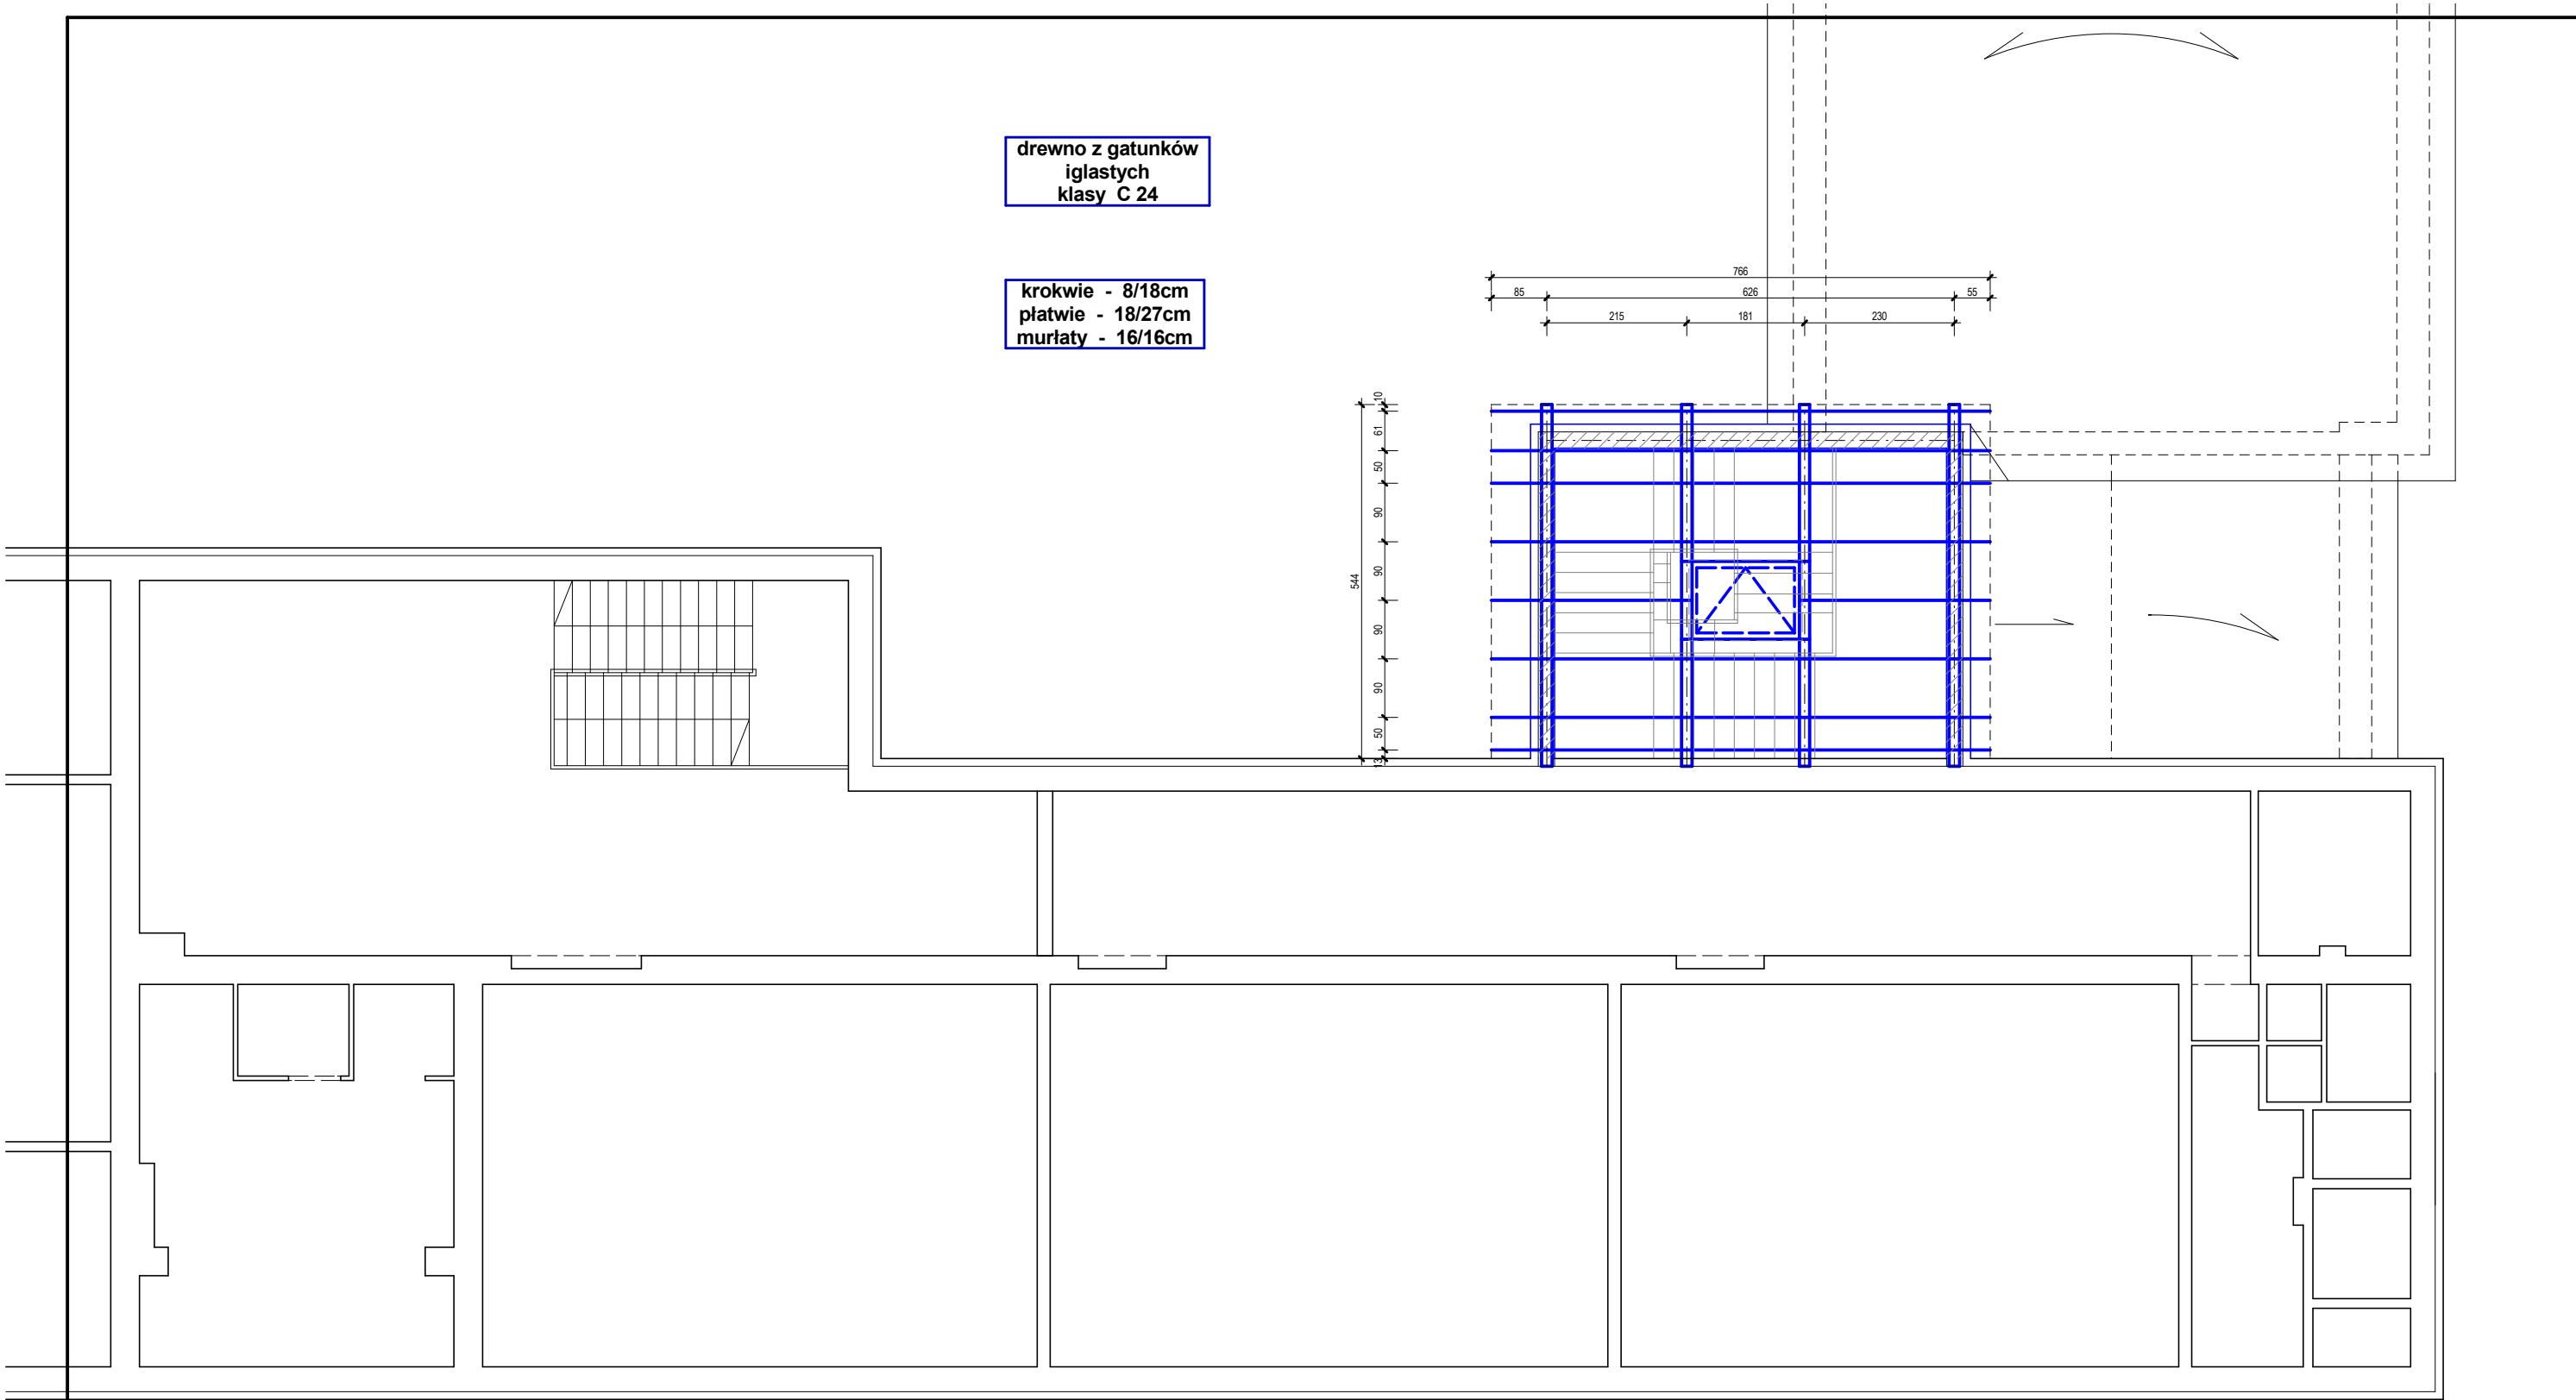 drewno z gatunków
iglastych
klasy C 24
krokwie - 8/18cm
płatwie - 18/27cm
murłaty - 16/16cm
766
85
626
55
215
181
230
10
61
50
90
90
544
90
90
50
13